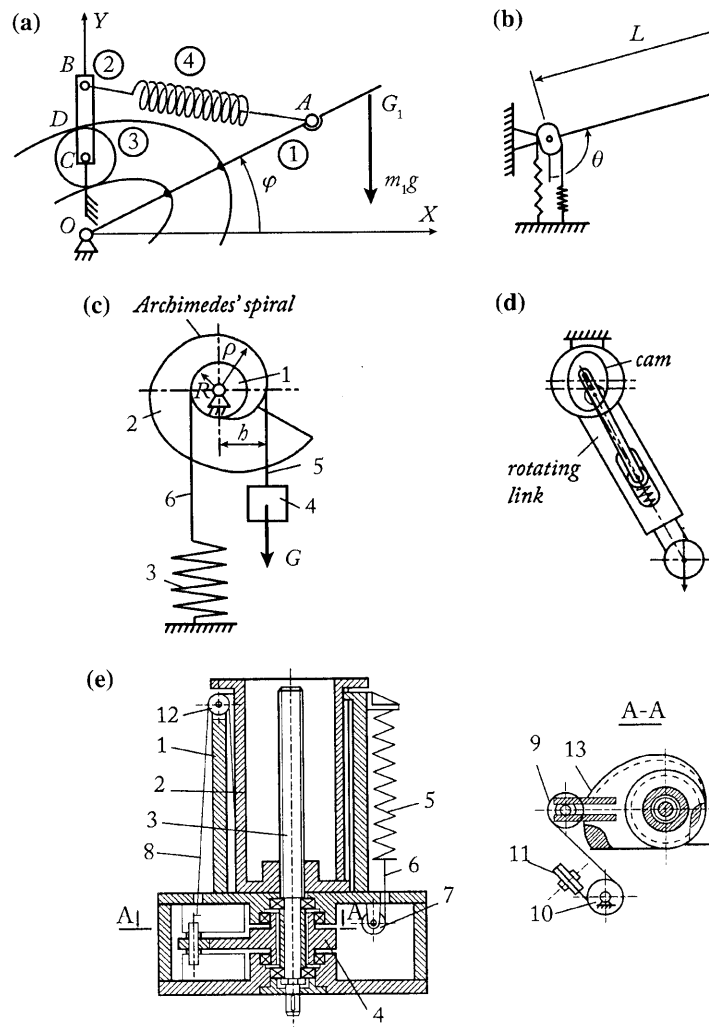 (a)
Y
B
2
4
A
G1
D
3
1
C
φ
m1g
X
O
(b)
L
θ
(c)
Archimedes' spiral
ρ
1
R
2
h
5
6
4
3
G
(d)
cam
rotating
link
(e)
12
1
2
3
5
8
6
A
A
7
4
A-A
9
13
11
10